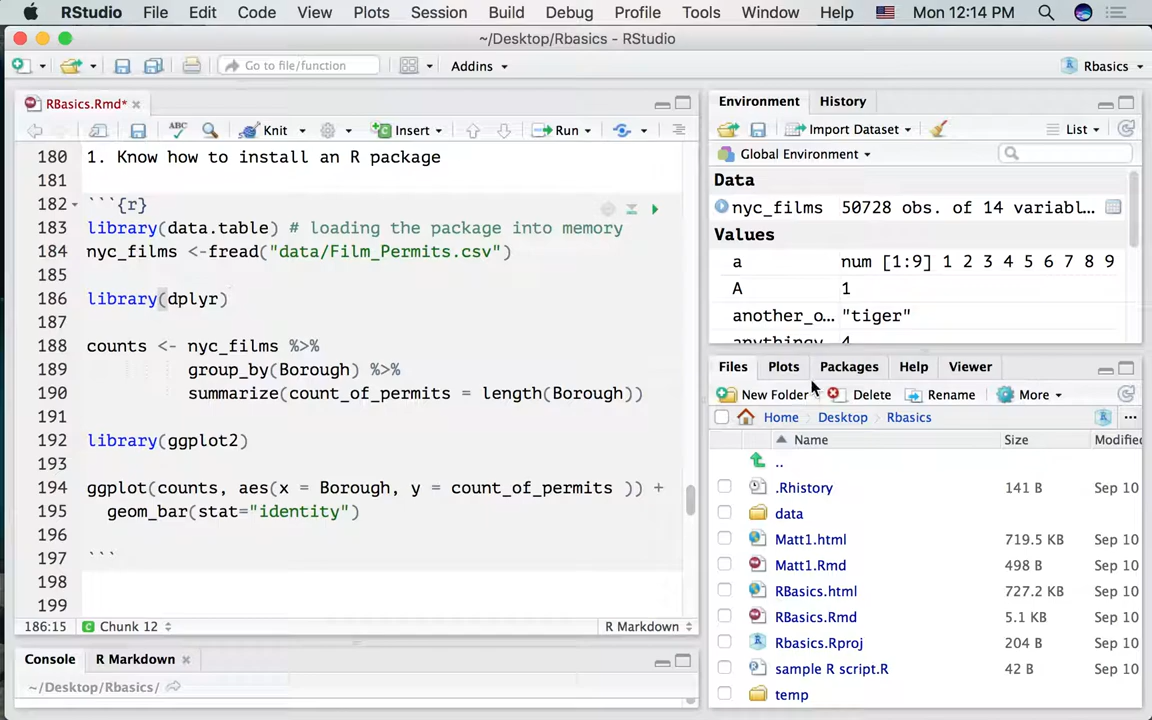 RStudio File Edit Code View Plots Session Build Debug Profile Tools Window Help Mon 12:14 PM
~/Desktop/Rbasics - RStudio
Go to file/function Addins Rbasics
RBasics.Rmd*
ABC Knit Insert Run
180 1. Know how to install an R package
181
182 ```{r}
183 library(data.table) # loading the package into memory
184 nyc_films <-fread("data/Film_Permits.csv")
185
186 library(dplyr)
187
188 counts <- nyc_films %>%
189 group_by(Borough) %>%
190 summarize(count_of_permits = length(Borough))
191
192 library(ggplot2)
193
194 ggplot(counts, aes(x = Borough, y = count_of_permits )) +
195 geom_bar(stat="identity")
196
197 ```
198
199
186:15 C Chunk 12 R Markdown
Console R Markdown
~/Desktop/Rbasics/
Environment History
Import Dataset List
Global Environment
Data
nyc_films 50728 obs. of 14 variabl...
Values
a num [1:9] 1 2 3 4 5 6 7 8 9
A 1
another_o... "tiger"
anythingy 4
Files Plots Packages Help Viewer
New Folder Delete Rename More
Home Desktop Rbasics
Name Size Modified
..
.Rhistory 141 B Sep 10
data
Matt1.html 719.5 KB Sep 10
Matt1.Rmd 498 B Sep 10
RBasics.html 727.2 KB Sep 10
RBasics.Rmd 5.1 KB Sep 10
Rbasics.Rproj 204 B Sep 10
sample R script.R 42 B Sep 10
temp